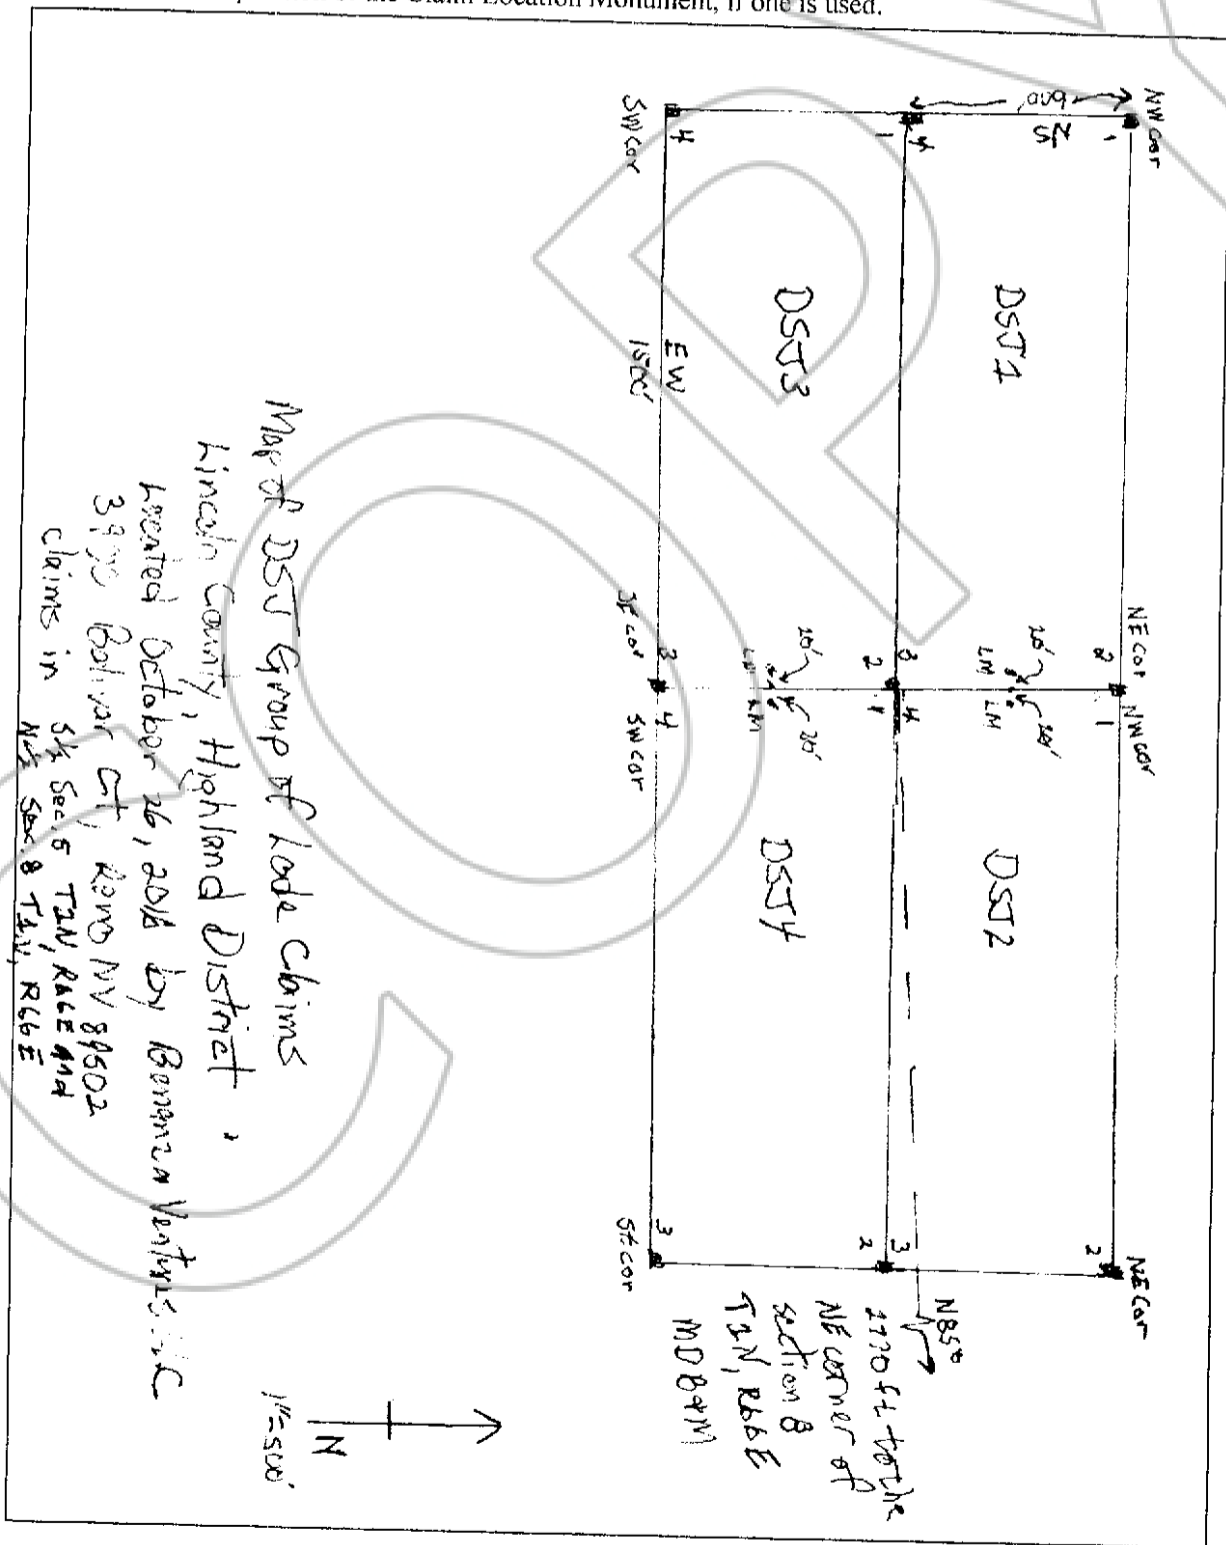 the Claim Location Monument, if one is used.
NW cor
NE cor
NW cor
NE Cor
1
2
1
2
600'
NS
DSJ1
DSJ2
20'
20'
LM
LM
N85°
4
3
4
3
1
2
1
2
1770 ft to the
NE corner of
section 8
T1N, R66E
MDB&M
DSJ3
DSJ4
20'
20'
LM
LM
EW
1500'
4
3
4
3
SW cor
SE cor
SW cor
SE cor
Map of DSJ Group of Lode Claims
Lincoln County, Highland District,
Located October 26, 2016 by Bonanza Ventures LLC
Bolivar Ct, Reno NV 89502
claims in S½ Sec. 5 T1N, R66E and
N½ Sec. 8 T1N, R66E
N
1"=500'
COPY